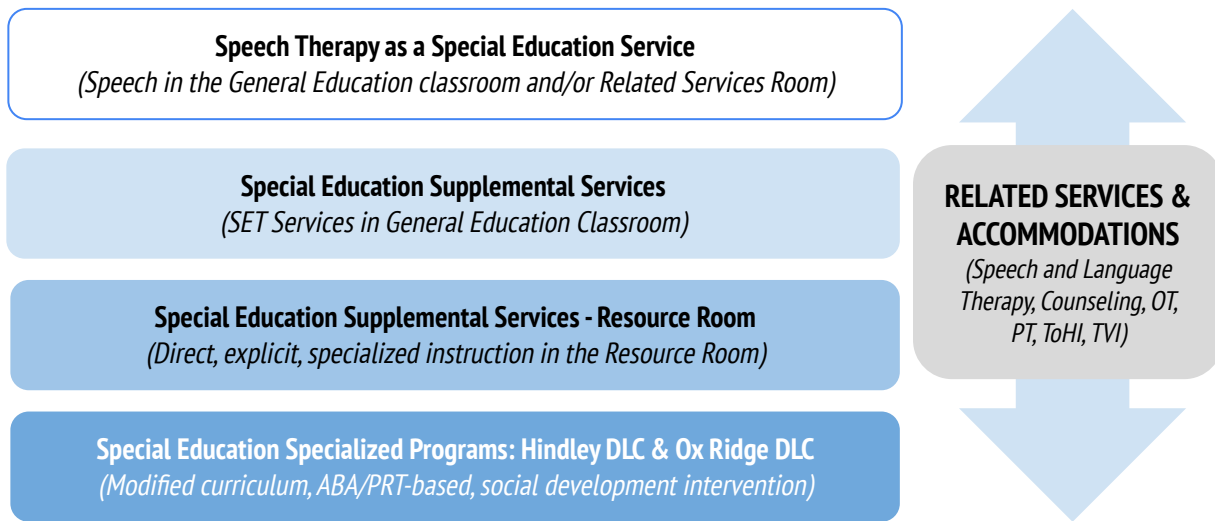 Speech Therapy as a Special Education Service
(Speech in the General Education classroom and/or Related Services Room)
Special Education Supplemental Services
(SET Services in General Education Classroom)
Special Education Supplemental Services - Resource Room
(Direct, explicit, specialized instruction in the Resource Room)
Special Education Specialized Programs: Hindley DLC & Ox Ridge DLC
(Modified curriculum, ABA/PRT-based, social development intervention)
RELATED SERVICES &
ACCOMMODATIONS
(Speech and Language
Therapy, Counseling, OT,
PT, ToHI, TVI)